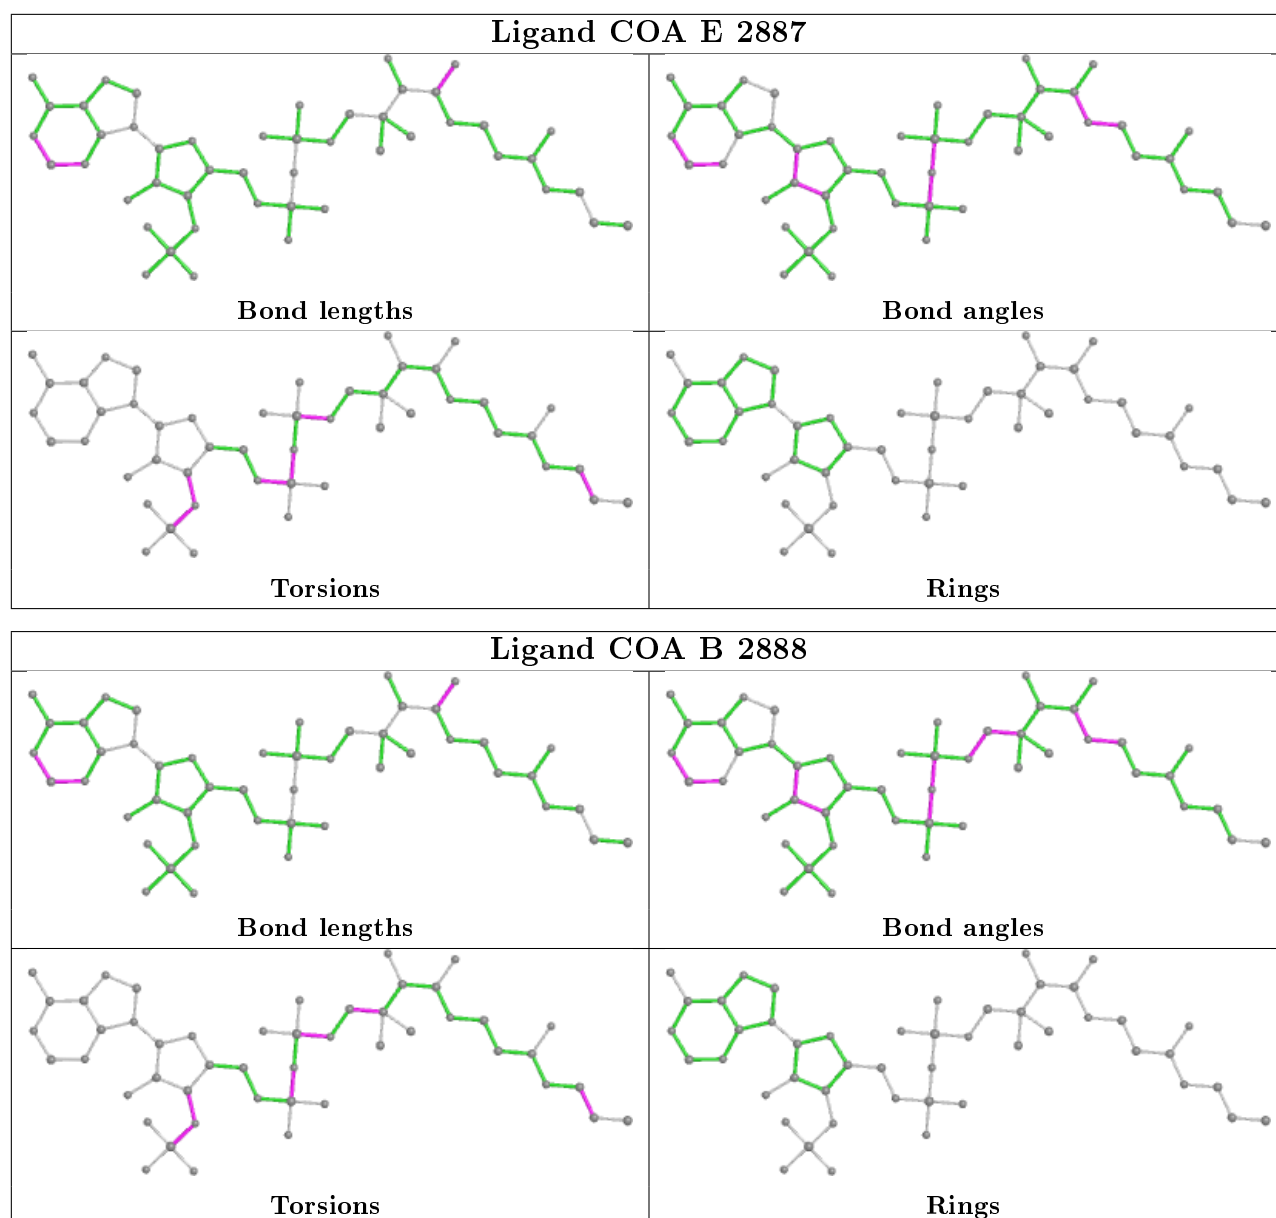 Ligand COA E 2887
Bond lengths
Bond angles
Torsions
Rings
Ligand COA B 2888
Bond lengths
Bond angles
Torsions
Rings